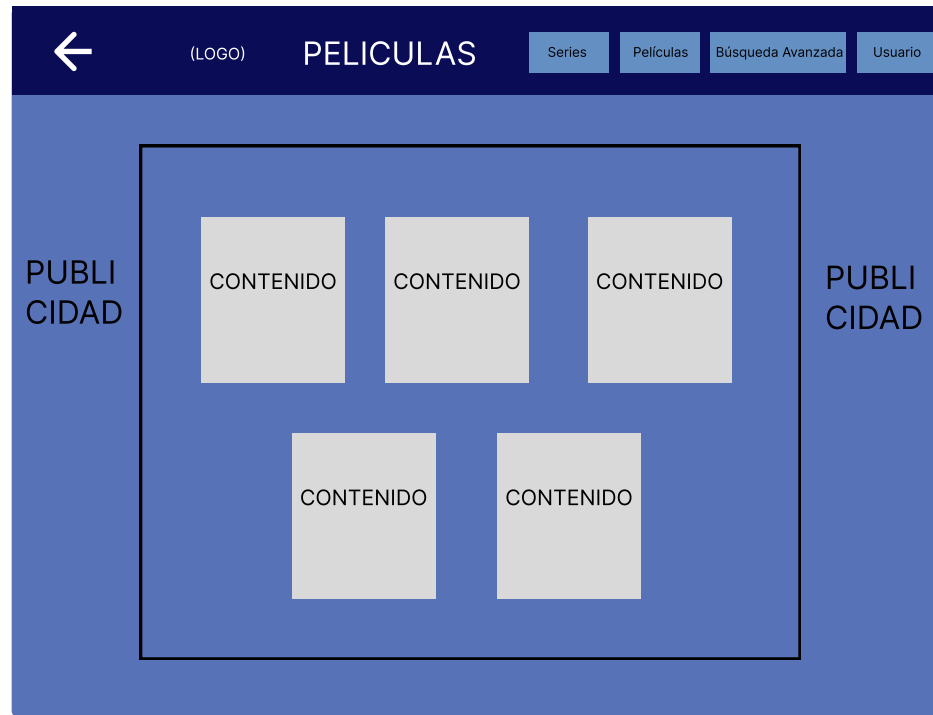 (LOGO)
PELICULAS
Series
Películas
Búsqueda Avanzada
Usuario
PUBLI
CIDAD
CONTENIDO
CONTENIDO
CONTENIDO
PUBLI
CIDAD
CONTENIDO
CONTENIDO